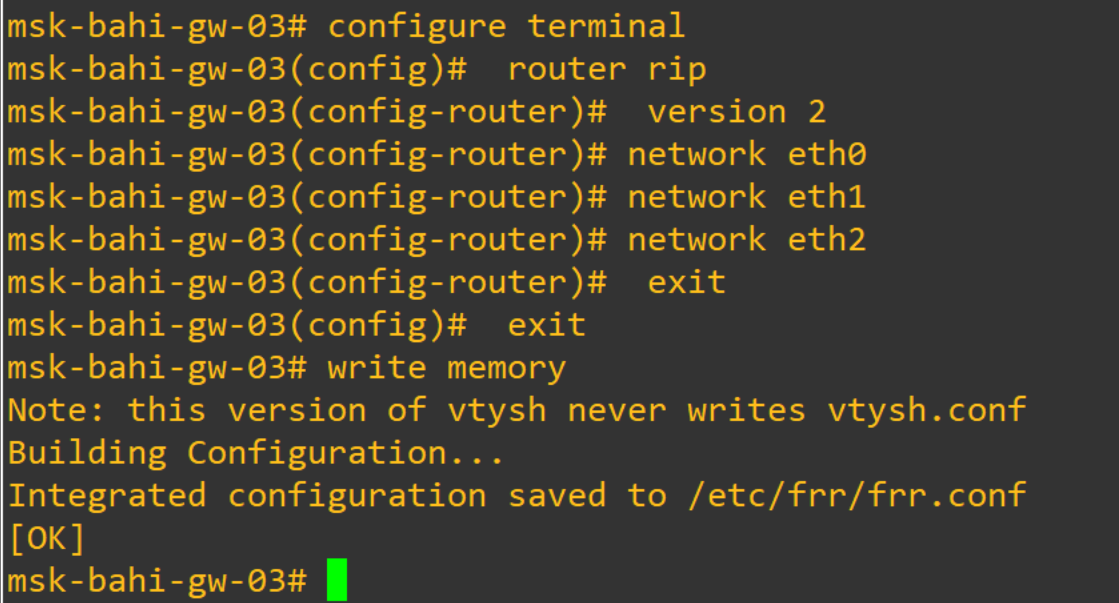 msk-bahi-gw-03# configure terminal
msk-bahi-gw-03(config)#  router rip
msk-bahi-gw-03(config-router)#  version 2
msk-bahi-gw-03(config-router)# network eth0
msk-bahi-gw-03(config-router)# network eth1
msk-bahi-gw-03(config-router)# network eth2
msk-bahi-gw-03(config-router)#  exit
msk-bahi-gw-03(config)#  exit
msk-bahi-gw-03# write memory
Note: this version of vtysh never writes vtysh.conf
Building Configuration...
Integrated configuration saved to /etc/frr/frr.conf
[OK]
msk-bahi-gw-03#